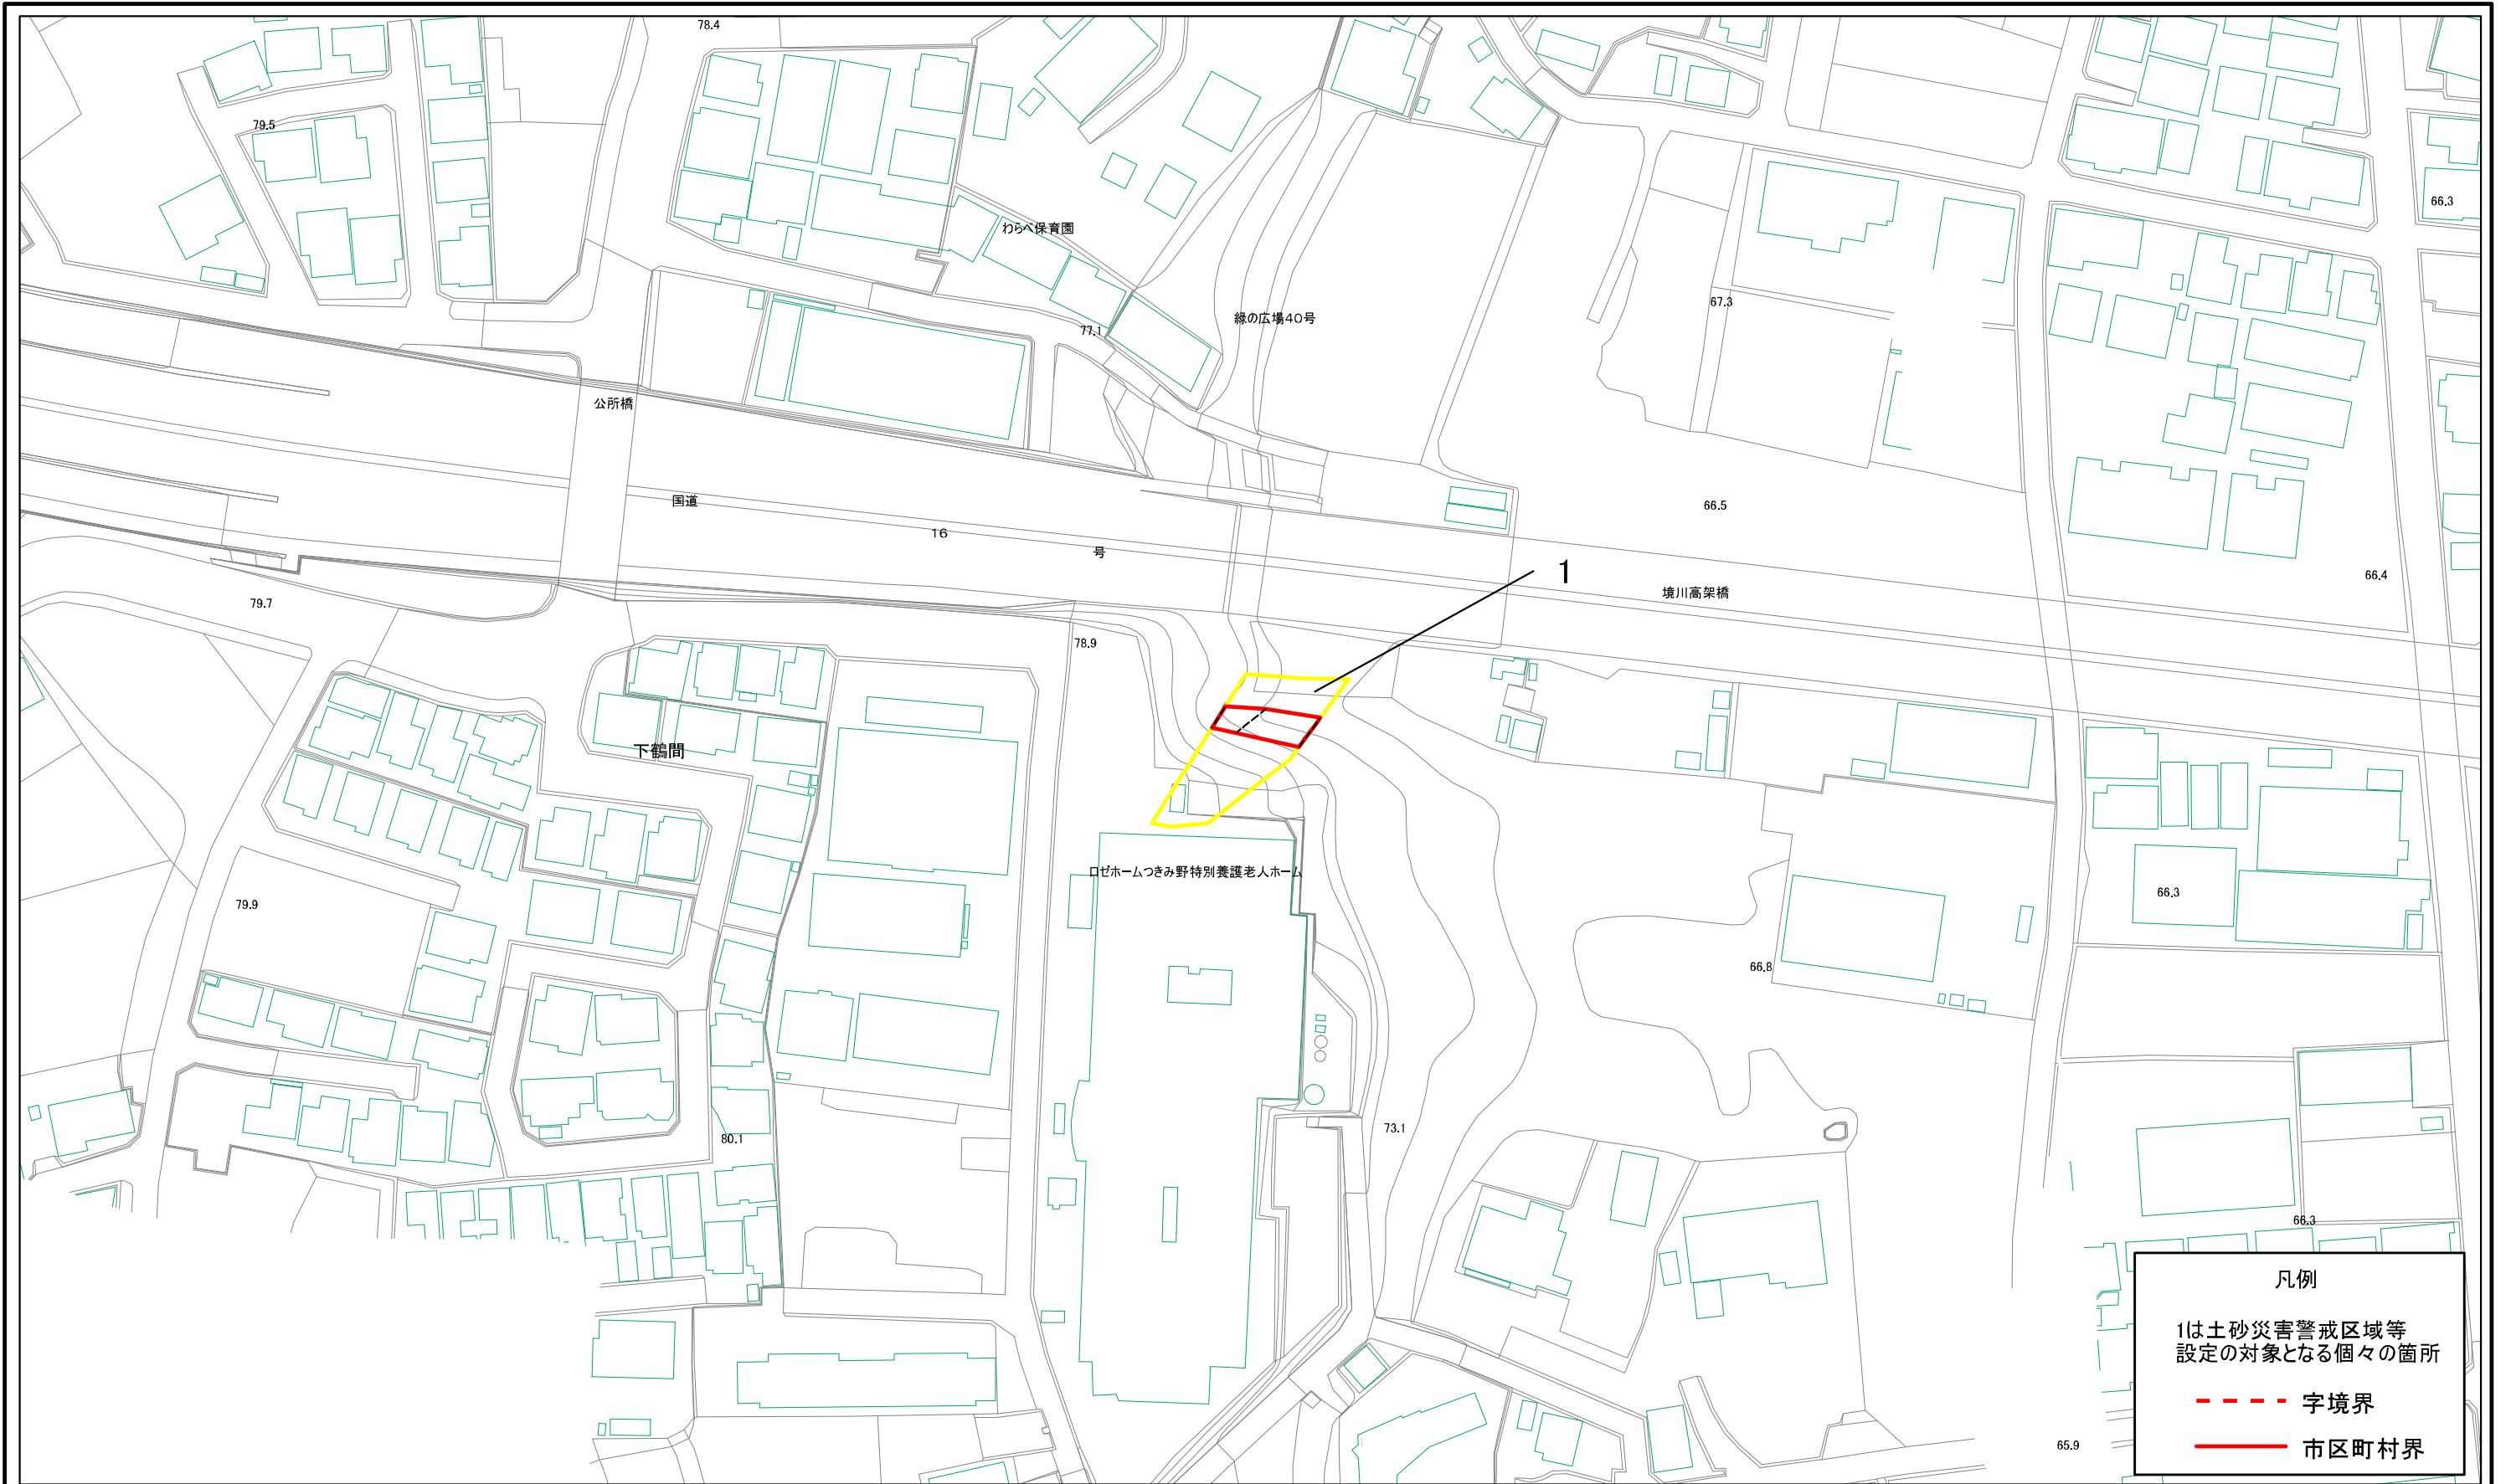 78.4
79.5
66.3
わらべ保育園
67.3
緑の広場40号
77.1
公所橋
国道
16
号
66.5
境川高架橋
66.4
1
79.7
78.9
下鶴間
ロゼホームつきみ野特別養護老人ホーム
79.9
66.3
66.8
73.1
80.1
66.3
65.9
凡例
1は土砂災害警戒区域等
設定の対象となる個々の箇所
字境界
市区町村界